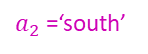 a₂ =‘south’